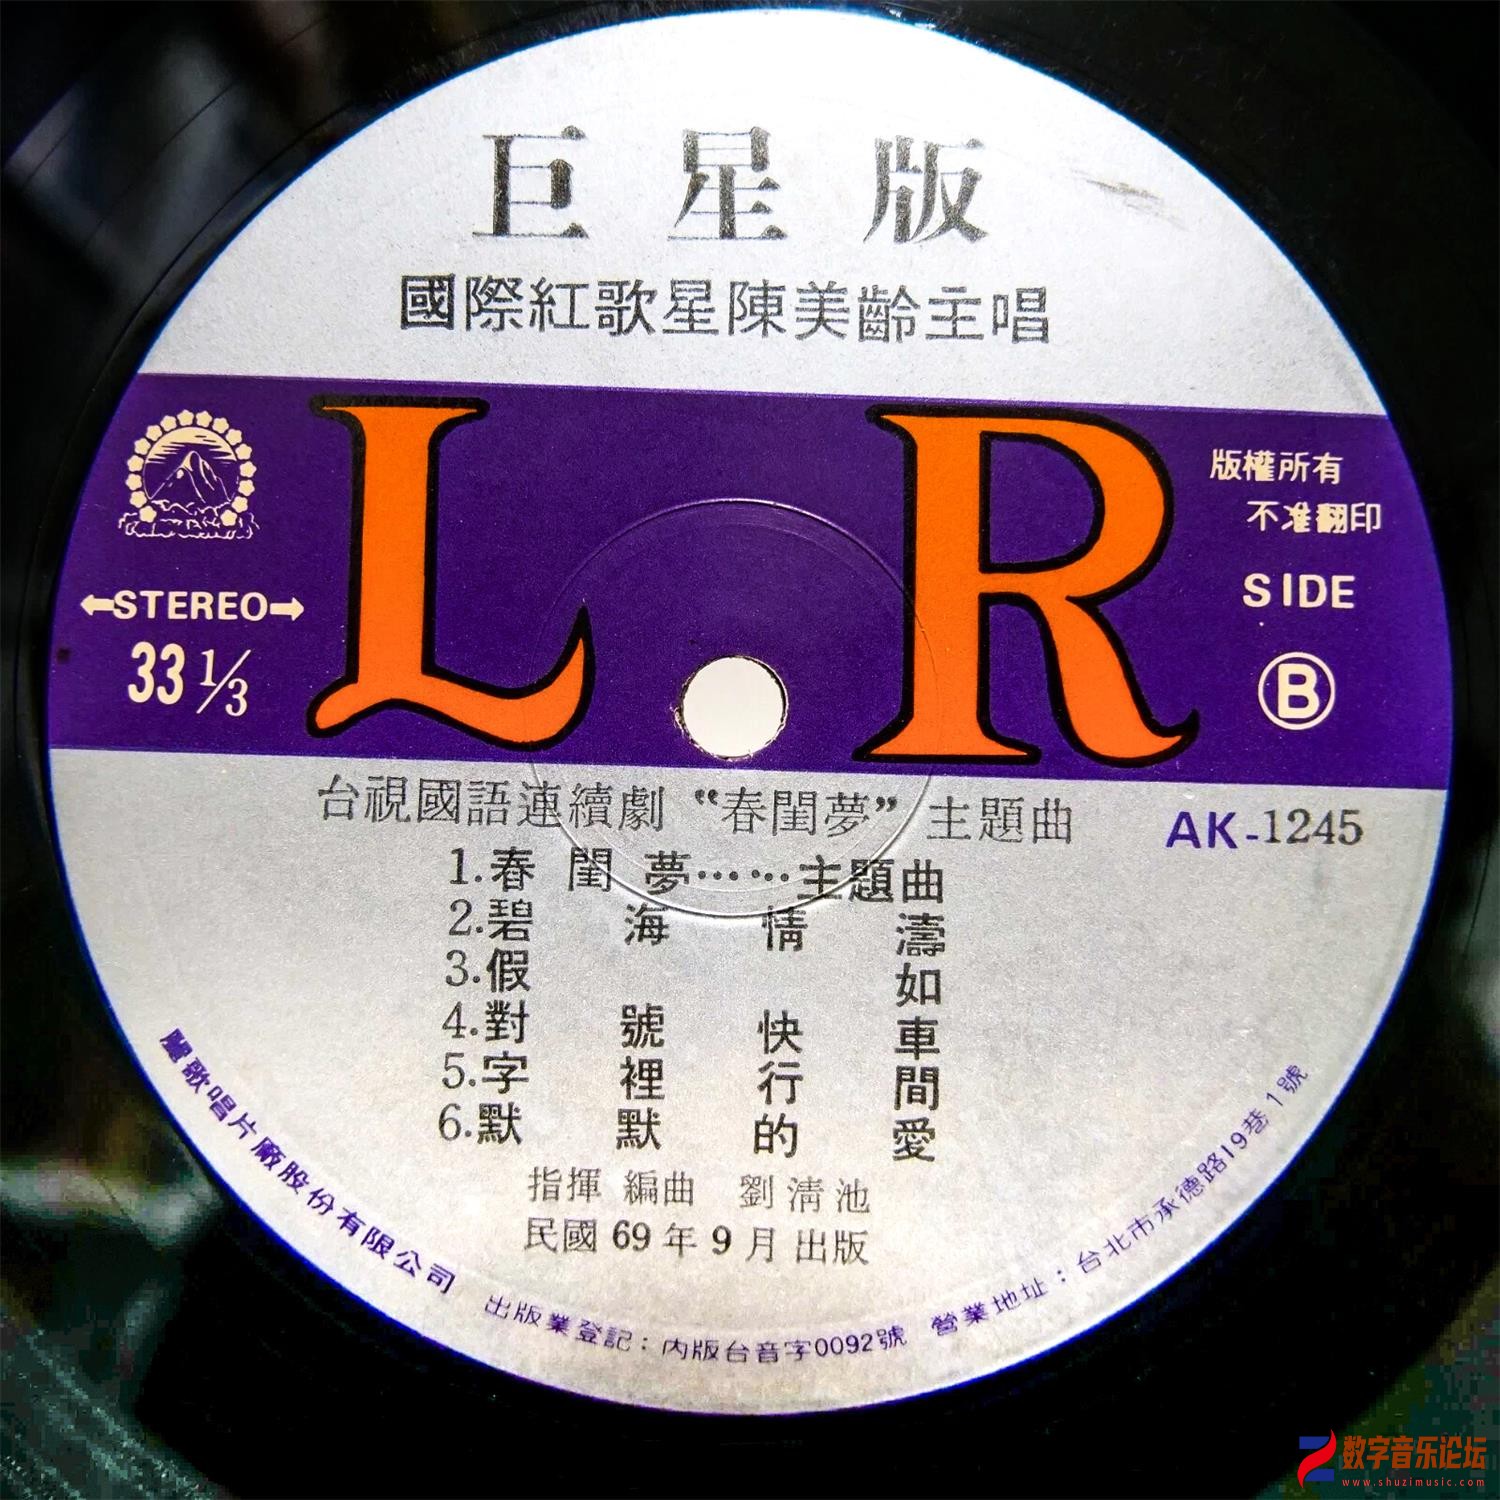 巨星版
國際紅歌星陳美齡主唱
L R
版權所有
不准翻印
←STEREO→
33 1/3
SIDE
B
台視國語連續劇 “春閨夢” 主題曲
AK-1245
1.春閨夢……主題曲
2.碧海情濤
3.假如
4.對號快車
5.字裡行間
6.默默的愛
指揮 編曲 劉清池
民國 69 年 9 月 出版
麗歌唱片廠股份有限公司 出版業登記：內版台音字0092號 營業地址：台北市承德路19巷1號
数字音乐论坛
www.shuzimusic.com